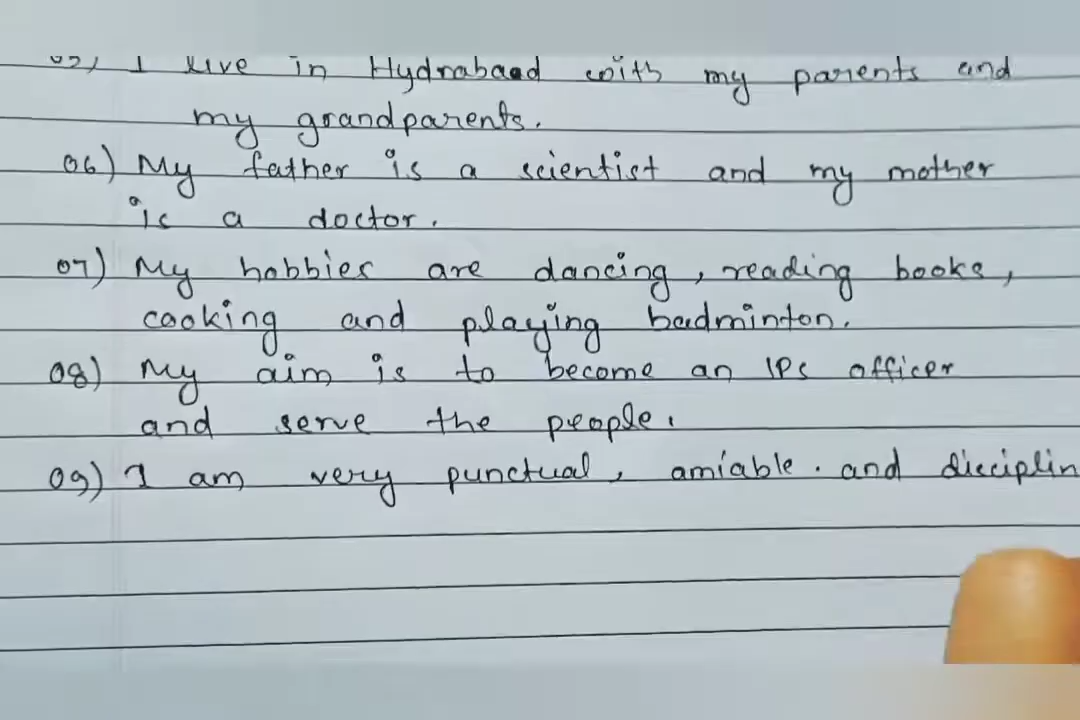 05) I live in Hydrabad with my parents and
my grandparents.
06) My father is a scientist and my mother
is a doctor.
07) My hobbies are dancing, reading books,
cooking and playing badminton.
08) My aim is to become an IPS officer
and serve the people.
09) I am very punctual, amiable. and disciplin